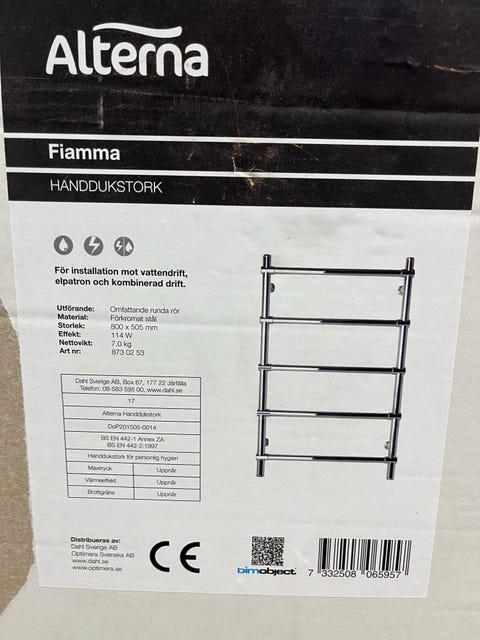 Alterna
Fiamma
HANDDUKSTORK
För installation mot vattendrift,
elpatron och kombinerad drift.
Utförande: Omfattande runda rör
Material: Förkromat stål
Storlek: 800 x 505 mm
Effekt: 114 W
Nettovikt: 7.0 kg
Art nr: 873 02 53
Dahl Sverige AB, Box 67, 177 22 Järfälla
Telefon: 08-583 595 00, www.dahl.se
17
Alterna Handdukstork
DoP201505-0014
BS EN 442-1 Annex ZA
BS EN 442-2:1997
Handdukstork för personlig hygien
Maxtryck Uppnår
Värmeeffekt Uppnår
Brottgräns Uppnår
Distribueras av:
Dahl Sverige AB
Optimera Svenska AB
www.dahl.se
www.optimera.se
CE
bimobject
7 332508 065957